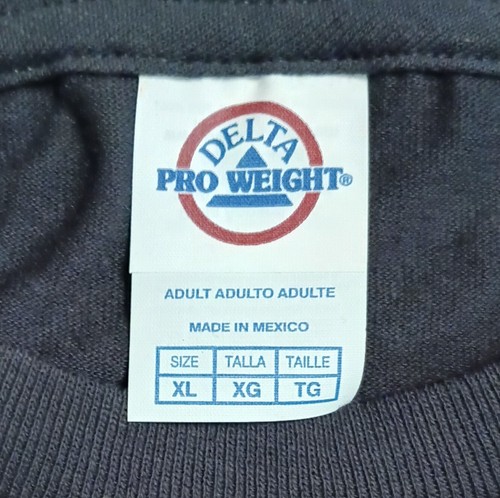 DELTA
PRO WEIGHT®
ADULT ADULTO ADULTE
MADE IN MEXICO
SIZE TALLA TAILLE
XL XG TG